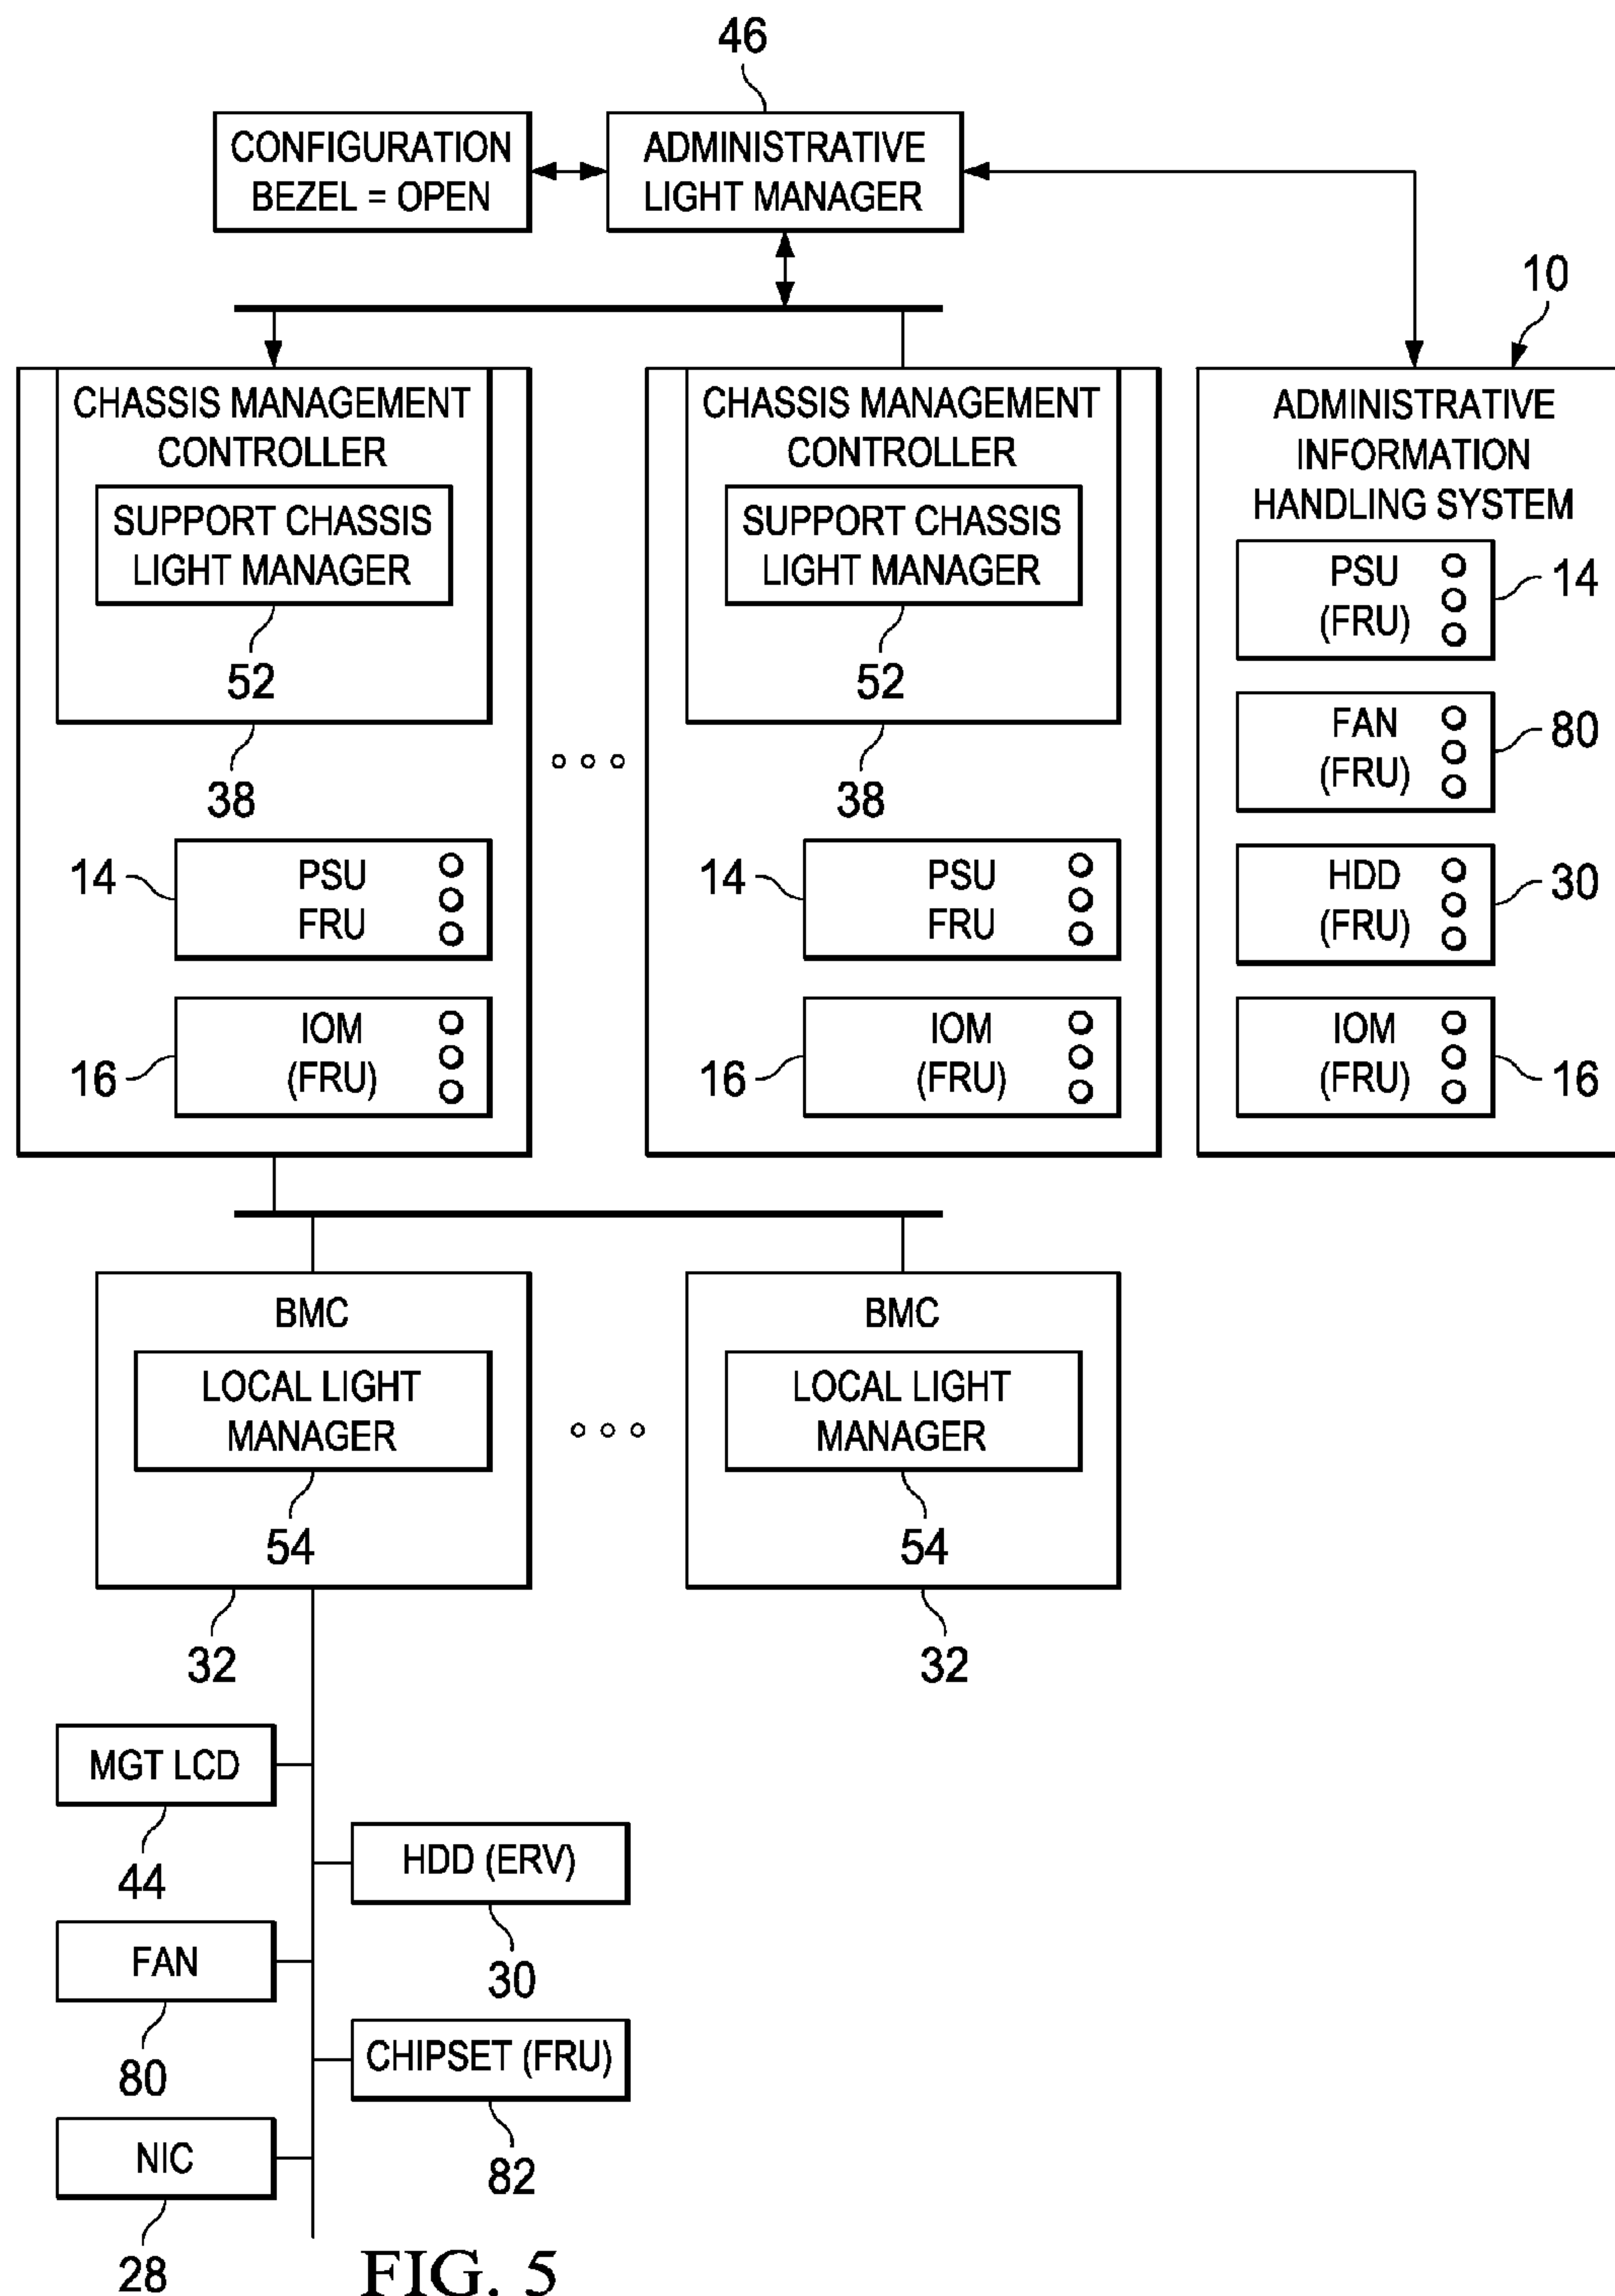 46
CONFIGURATION
BEZEL = OPEN
ADMINISTRATIVE
LIGHT MANAGER
10
CHASSIS MANAGEMENT
CONTROLLER
SUPPORT CHASSIS
LIGHT MANAGER
52
38
14
PSU
FRU
16
IOM
(FRU)
CHASSIS MANAGEMENT
CONTROLLER
SUPPORT CHASSIS
LIGHT MANAGER
52
38
14
PSU
FRU
16
IOM
(FRU)
ADMINISTRATIVE
INFORMATION
HANDLING SYSTEM
PSU
(FRU)
14
FAN
(FRU)
80
HDD
(FRU)
30
IOM
(FRU)
16
BMC
LOCAL LIGHT
MANAGER
54
32
BMC
LOCAL LIGHT
MANAGER
54
32
MGT LCD
44
HDD (ERV)
30
FAN
80
CHIPSET (FRU)
82
NIC
28
FIG. 5